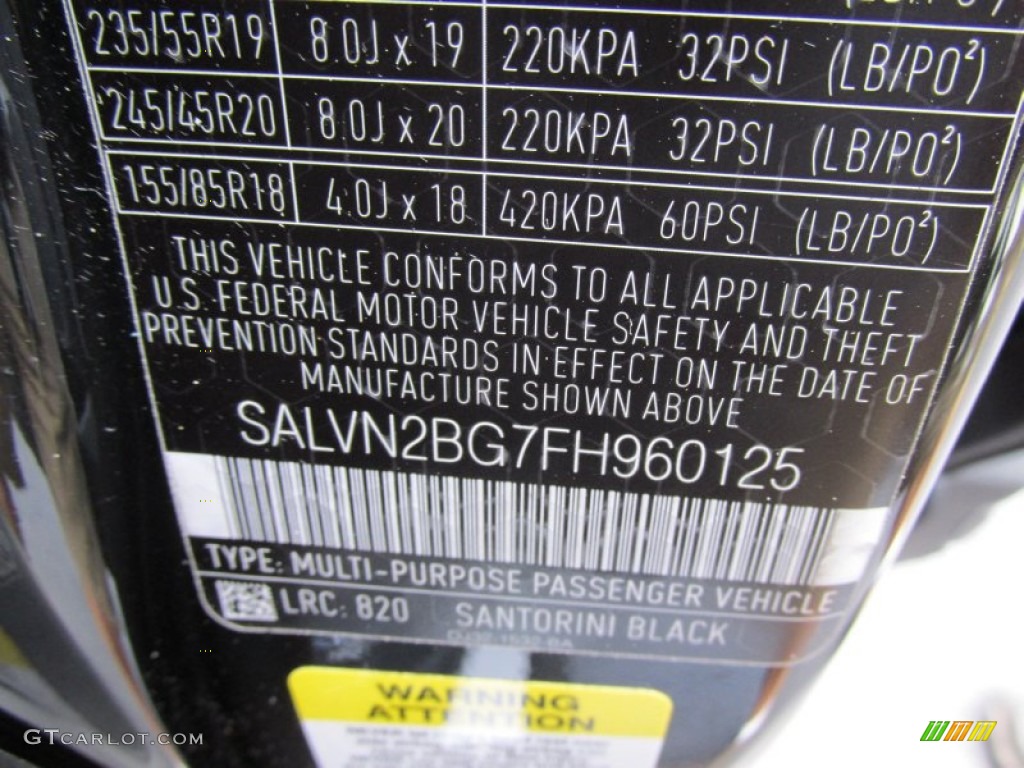 235/55R19 8.0J x 19 220KPA 32PSI (LB/PO²)
245/45R20 8.0J x 20 220KPA 32PSI (LB/PO²)
155/85R18 4.0J x 18 420KPA 60PSI (LB/PO²)
THIS VEHICLE CONFORMS TO ALL APPLICABLE
U.S. FEDERAL MOTOR VEHICLE SAFETY AND THEFT
PREVENTION STANDARDS IN EFFECT ON THE DATE OF
MANUFACTURE SHOWN ABOVE
SALVN2BG7FH960125
TYPE: MULTI-PURPOSE PASSENGER VEHICLE
LRC: 820 SANTORINI BLACK
WARNING
ATTENTION
GTCARLOT.COM